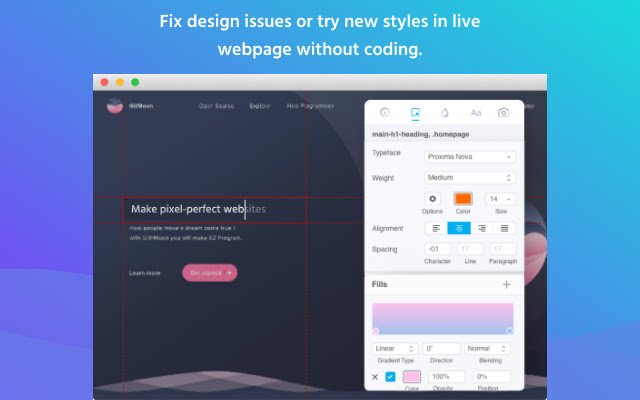 Fix design issues or try new styles in live
webpage without coding.
GitMoon
Open Source Explore Hire Programmer
Aa
main-h1-heading, .homepage
Typeface Proxima Nova
Weight Medium
14
Options Color Size
Make pixel-perfect websites
How people make a dream come true !
with GitMoon you will make EZ Program.
Alignment
Spacing -0.1 17 17
Character Line Paragraph
Learn more Get started
Fills
Linear 0° Normal
Gradient Type Direction Blending
100% 0%
Color Opacity Position